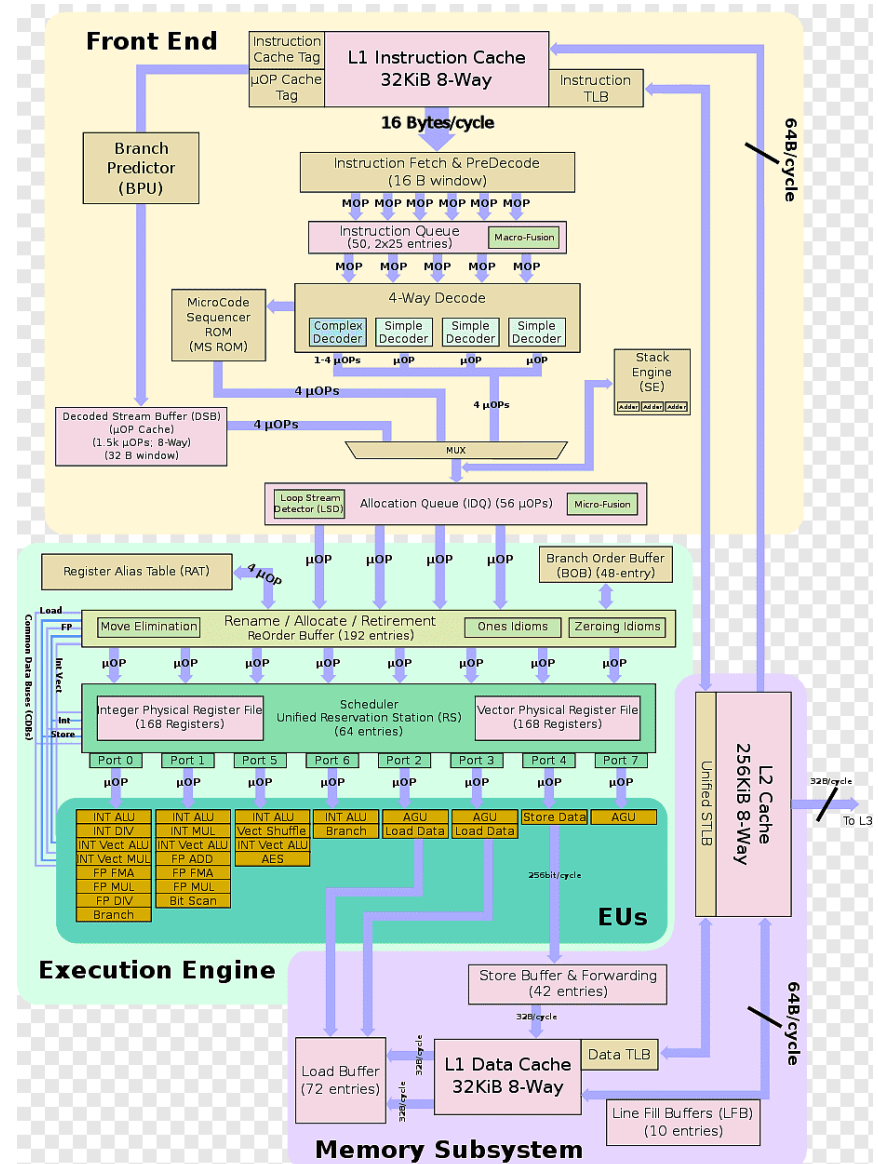 Front End
Instruction
Cache Tag
µOP Cache
Tag
L1 Instruction Cache
32KiB 8-Way
Instruction
TLB
16 Bytes/cycle
64B/cycle
Branch
Predictor
(BPU)
Instruction Fetch & PreDecode
(16 B window)
MOP MOP MOP MOP MOP MOP
Instruction Queue
(50, 2x25 entries)
Macro-Fusion
MOP MOP MOP MOP MOP
4-Way Decode
Complex
Decoder
Simple
Decoder
Simple
Decoder
Simple
Decoder
MicroCode
Sequencer
ROM
(MS ROM)
1-4 µOPs µOP µOP µOP
Stack
Engine
(SE)
Adder Adder Adder
4 µOPs
4 µOPs
4 µOPs
Decoded Stream Buffer (DSB)
(µOP Cache)
(1.5k µOPs; 8-Way)
(32 B window)
MUX
Loop Stream
Detector (LSD)
Allocation Queue (IDQ) (56 µOPs)
Micro-Fusion
µOP µOP µOP µOP
Register Alias Table (RAT)
4 µOP
Branch Order Buffer
(BOB) (48-entry)
Load
FP
Common Data Buses (CDBs)
Int Vect
Int
Store
Move Elimination
Rename / Allocate / Retirement
ReOrder Buffer (192 entries)
Ones Idioms
Zeroing Idioms
µOP µOP µOP µOP µOP µOP µOP µOP
Integer Physical Register File
(168 Registers)
Scheduler
Unified Reservation Station (RS)
(64 entries)
Vector Physical Register File
(168 Registers)
Port 0 Port 1 Port 5 Port 6 Port 2 Port 3 Port 4 Port 7
µOP µOP µOP µOP µOP µOP µOP µOP
INT ALU
INT DIV
INT Vect ALU
INT Vect MUL
FP FMA
FP MUL
FP DIV
Branch
INT ALU
INT MUL
INT Vect ALU
FP ADD
FP FMA
FP MUL
Bit Scan
INT ALU
Vect Shuffle
INT Vect ALU
AES
INT ALU
Branch
AGU
Load Data
AGU
Load Data
Store Data
AGU
256bit/cycle
EUs
Execution Engine
Unified STLB
L2 Cache
256KiB 8-Way
32B/cycle
To L3
Store Buffer & Forwarding
(42 entries)
32B/cycle
64B/cycle
Load Buffer
(72 entries)
32B/cycle
32B/cycle
L1 Data Cache
32KiB 8-Way
Data TLB
Line Fill Buffers (LFB)
(10 entries)
Memory Subsystem